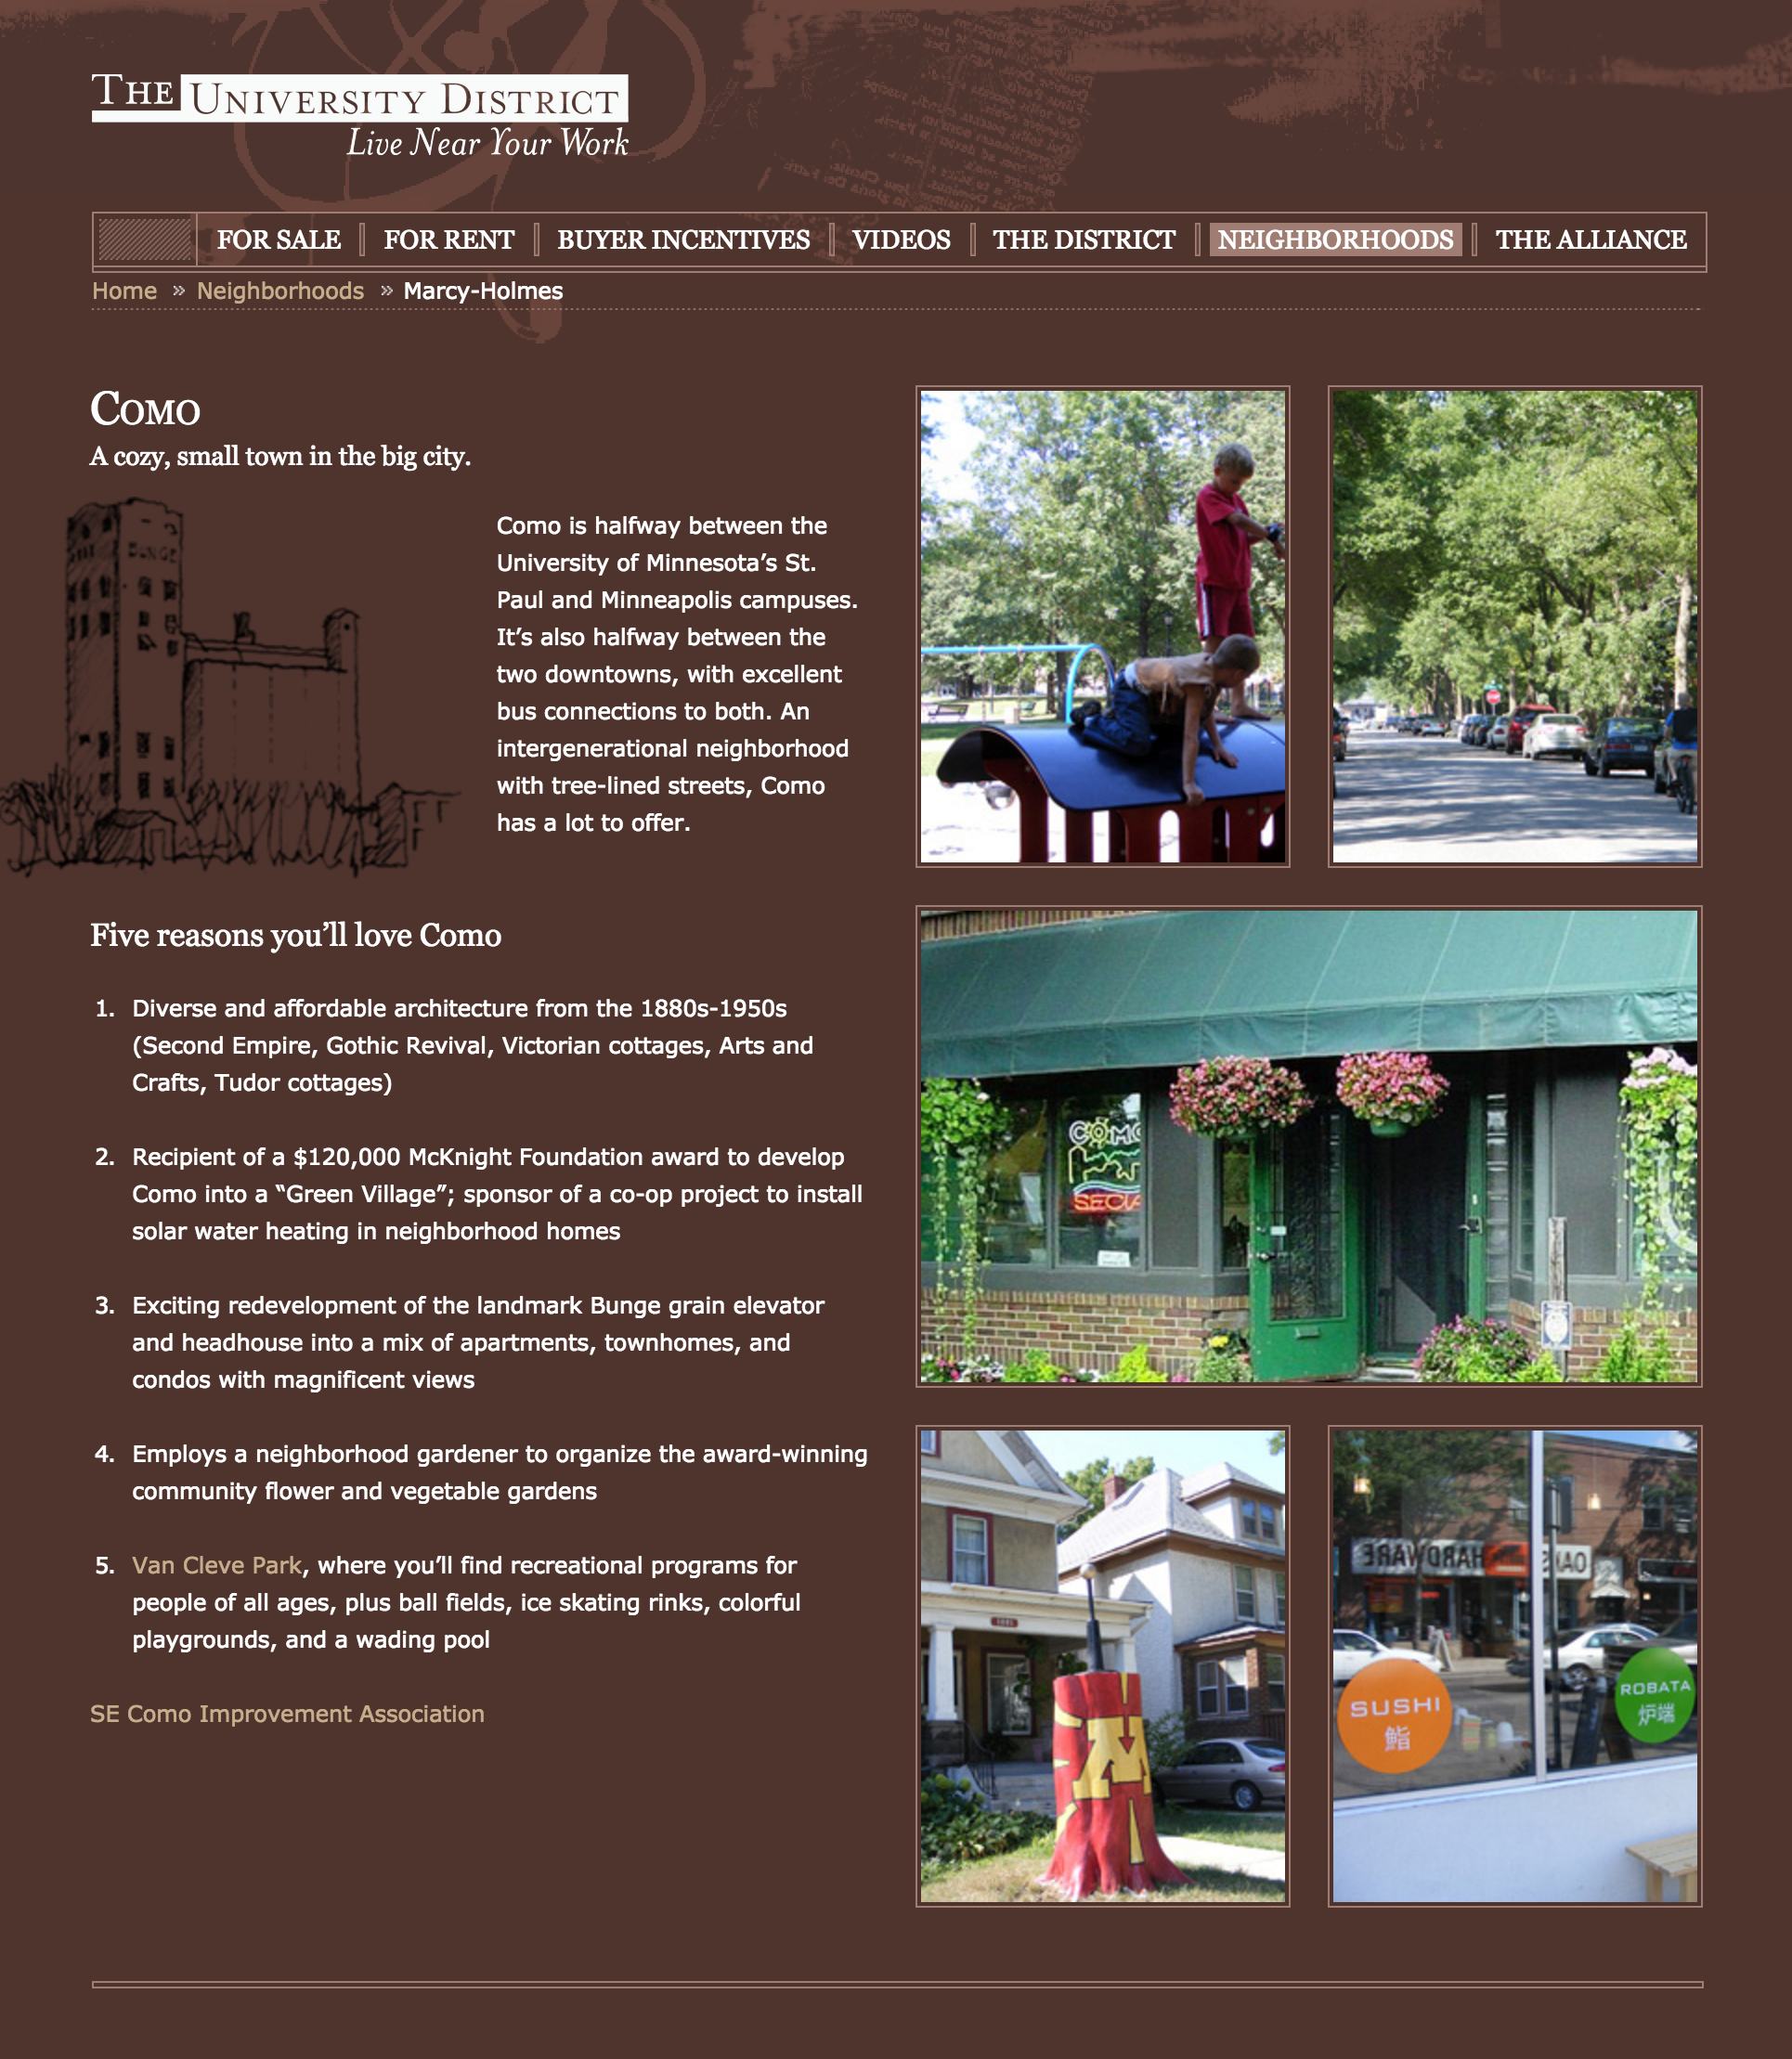 THE UNIVERSITY DISTRICT
Live Near Your Work
FOR SALE
FOR RENT
BUYER INCENTIVES
VIDEOS
THE DISTRICT
NEIGHBORHOODS
THE ALLIANCE
Home » Neighborhoods » Marcy-Holmes
COMO
A cozy, small town in the big city.
BUNGE
Como is halfway between the
University of Minnesota’s St.
Paul and Minneapolis campuses.
It’s also halfway between the
two downtowns, with excellent
bus connections to both. An
intergenerational neighborhood
with tree-lined streets, Como
has a lot to offer.
Five reasons you’ll love Como
1. Diverse and affordable architecture from the 1880s-1950s
(Second Empire, Gothic Revival, Victorian cottages, Arts and
Crafts, Tudor cottages)
2. Recipient of a $120,000 McKnight Foundation award to develop
Como into a “Green Village”; sponsor of a co-op project to install
solar water heating in neighborhood homes
3. Exciting redevelopment of the landmark Bunge grain elevator
and headhouse into a mix of apartments, townhomes, and
condos with magnificent views
4. Employs a neighborhood gardener to organize the award-winning
community flower and vegetable gardens
5. Van Cleve Park, where you’ll find recreational programs for
people of all ages, plus ball fields, ice skating rinks, colorful
playgrounds, and a wading pool
SE Como Improvement Association
COMO
SECIA
M
HARDWARE
SUSHI
鮨
ROBATA
炉端